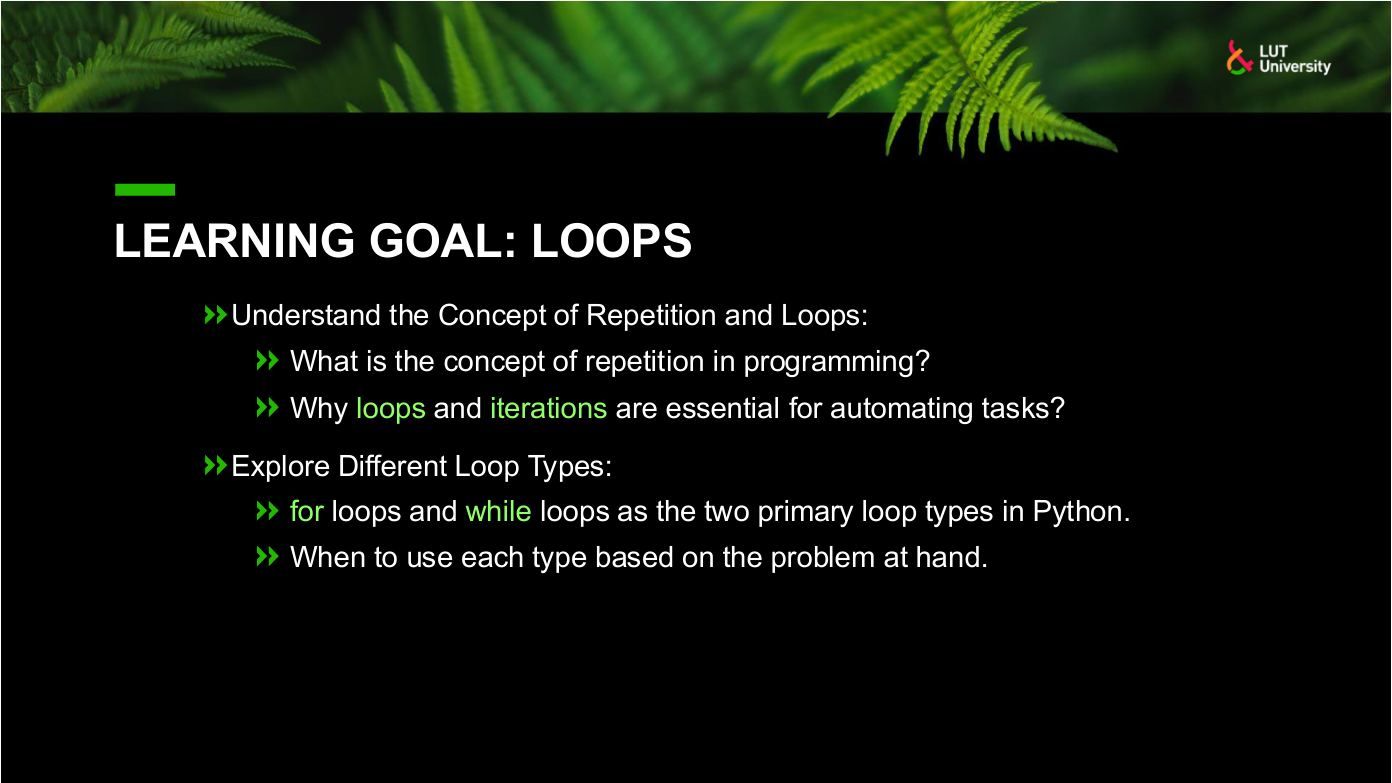 LUT
University
LEARNING GOAL: LOOPS
Understand the Concept of Repetition and Loops:
What is the concept of repetition in programming?
Why loops and iterations are essential for automating tasks?
Explore Different Loop Types:
for loops and while loops as the two primary loop types in Python.
When to use each type based on the problem at hand.